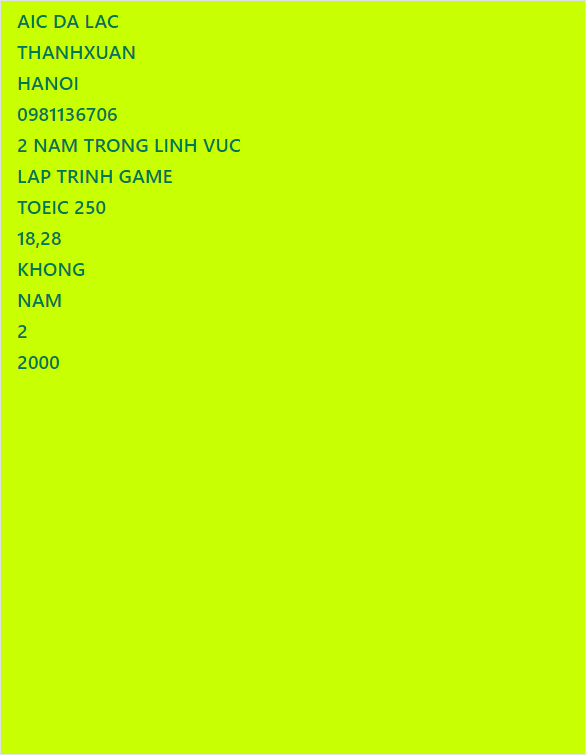 AIC DA LAC
THANHXUAN
HANOI
0981136706
2 NAM TRONG LINH VUC
LAP TRINH GAME
TOEIC 250
18,28
KHONG
NAM
2
2000